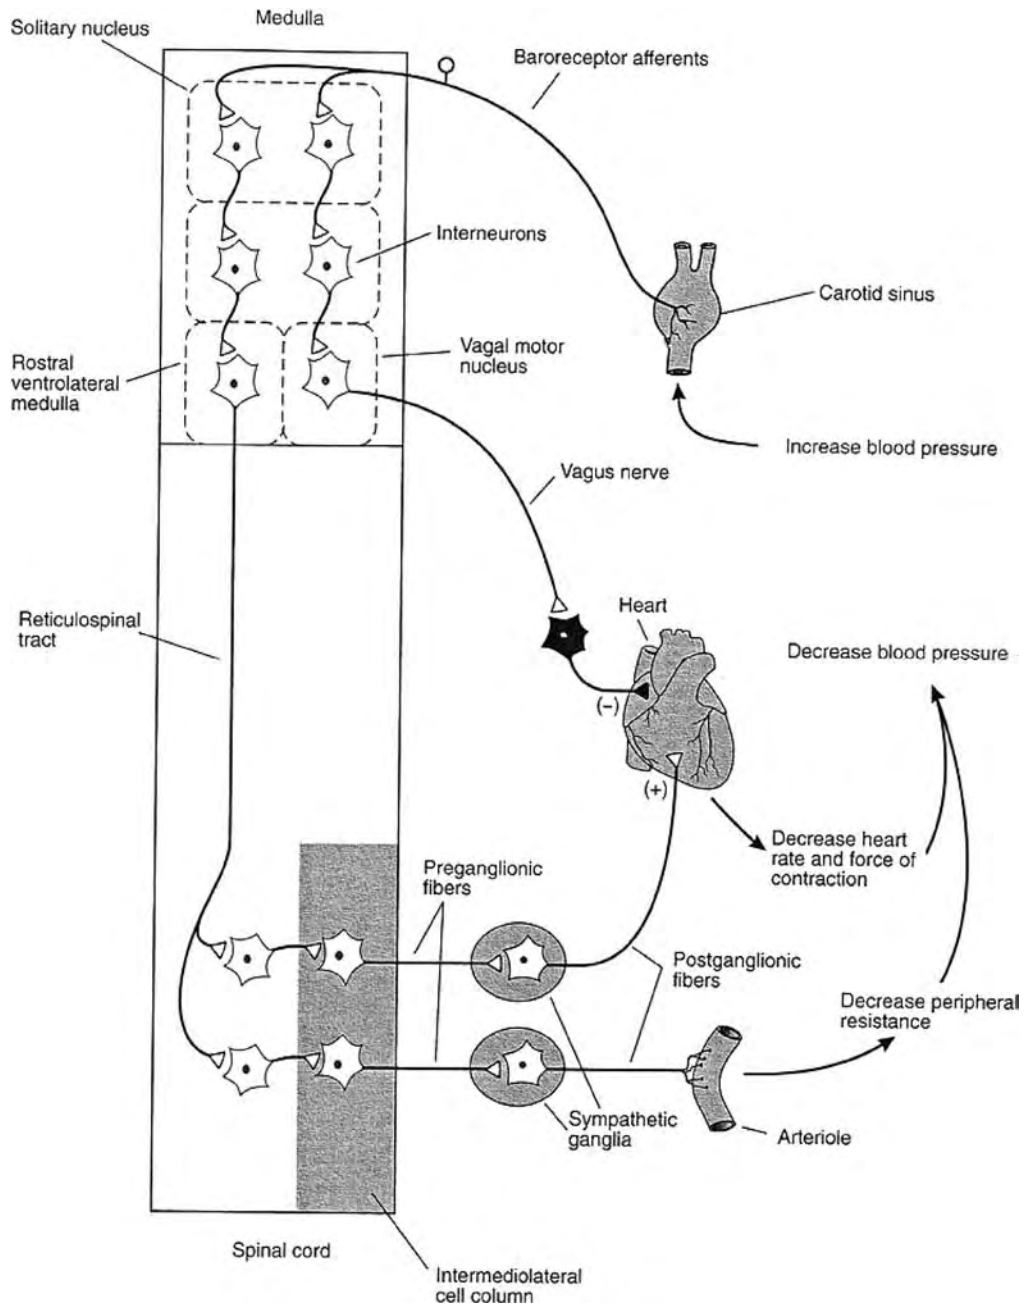 Medulla
Solitary nucleus
Baroreceptor afferents
Interneurons
Carotid sinus
Rostral
ventrolateral
medulla
Vagal motor
nucleus
Increase blood pressure
Vagus nerve
Heart
Reticulospinal
tract
Decrease blood pressure
(−)
(+)
Decrease heart
rate and force of
contraction
Preganglionic
fibers
Postganglionic
fibers
Decrease peripheral
resistance
Sympathetic
ganglia
Arteriole
Spinal cord
Intermediolateral
cell column